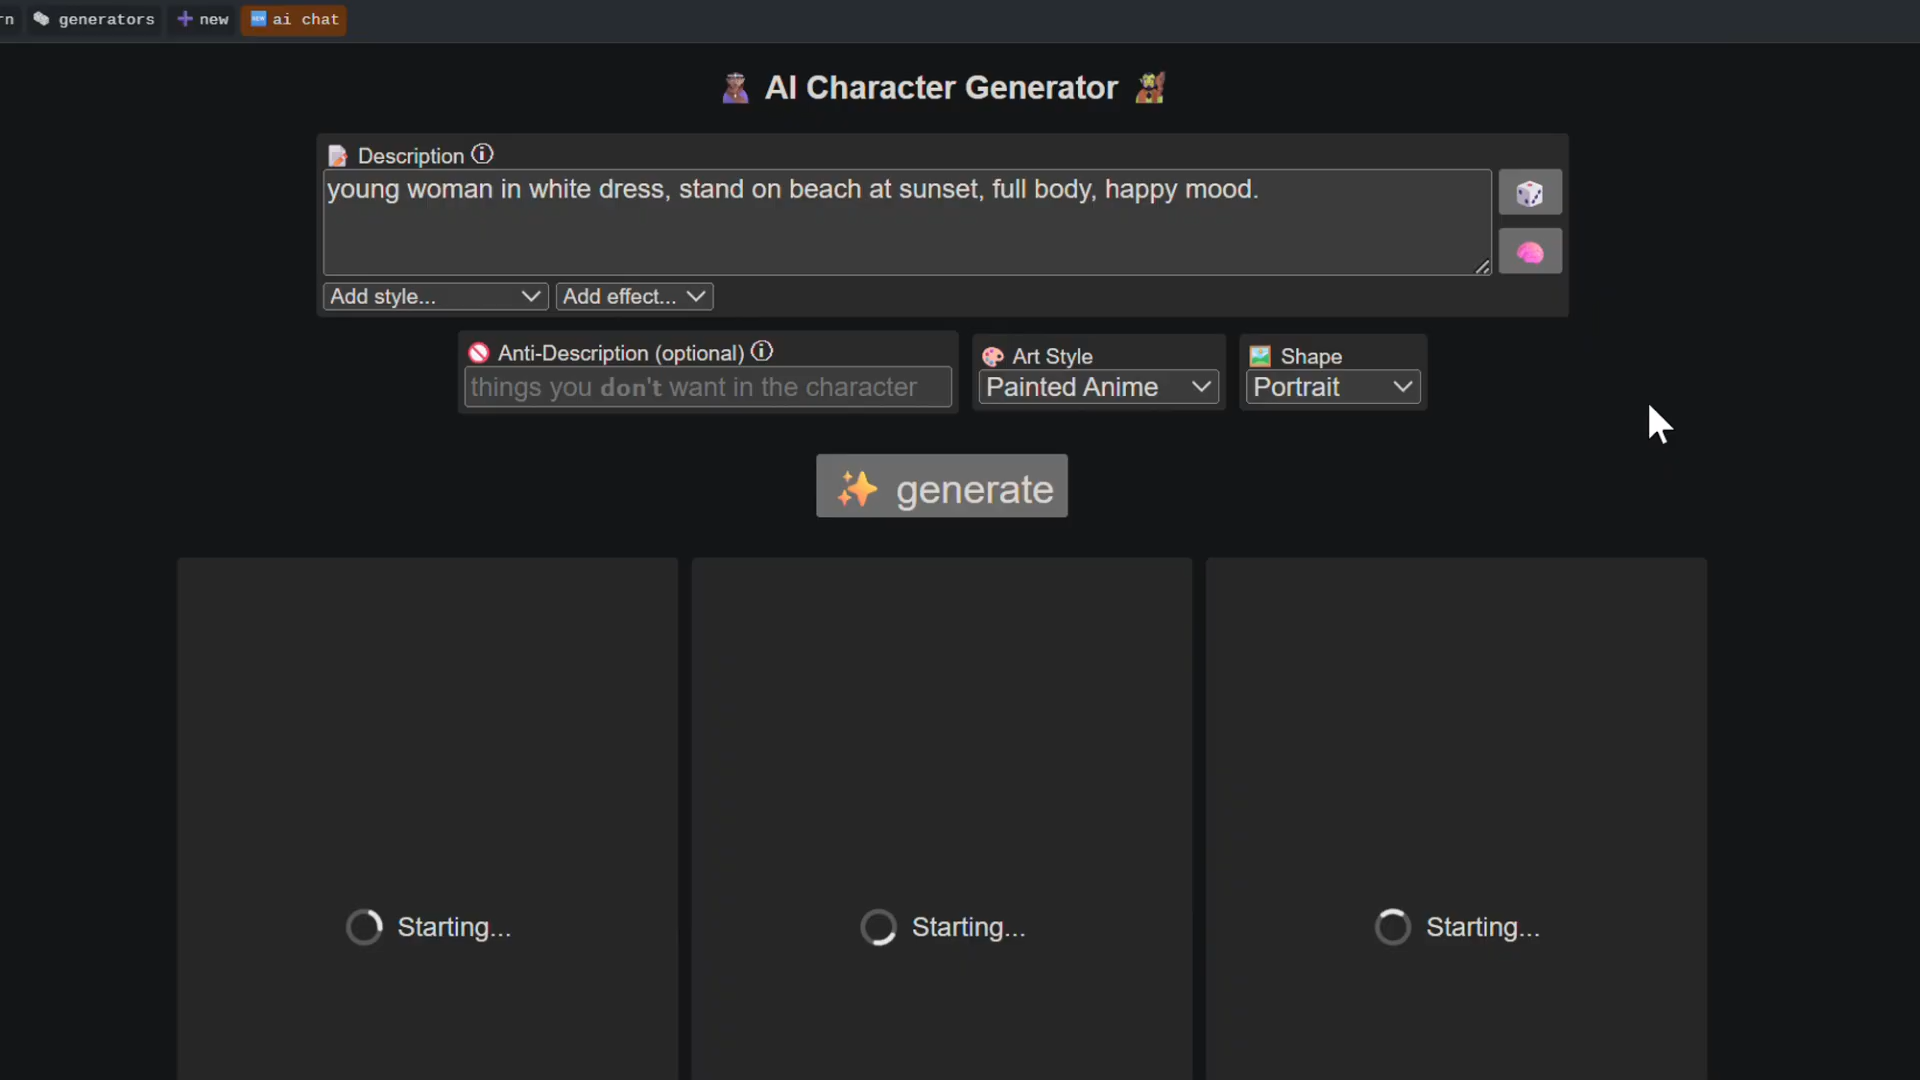 rn generators new ai chat
AI Character Generator
Description
young woman in white dress, stand on beach at sunset, full body, happy mood.
Add style... Add effect...
Anti-Description (optional)
things you don't want in the character
Art Style
Painted Anime
Shape
Portrait
generate
Starting... Starting... Starting...